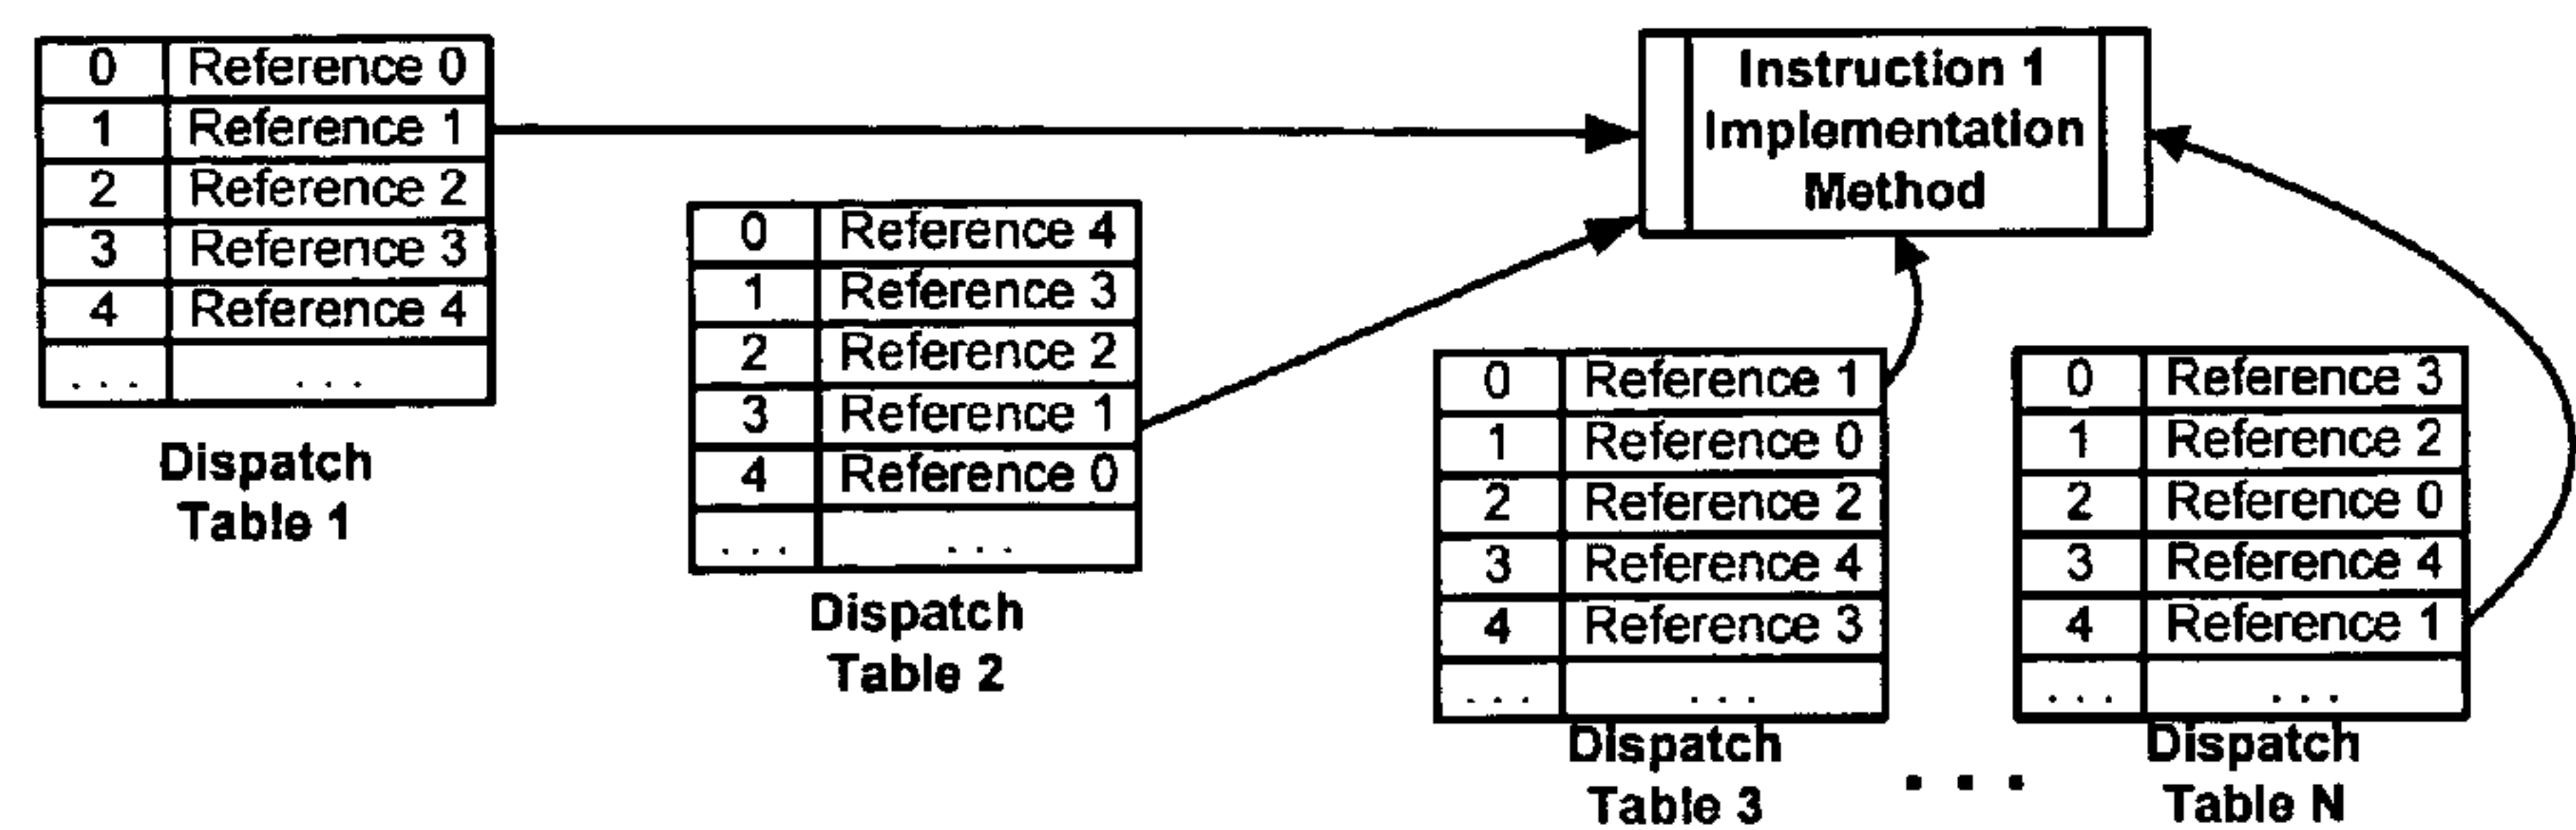 0 Reference 0
1 Reference 1
2 Reference 2
3 Reference 3
4 Reference 4
... ...
Dispatch
Table 1
0 Reference 4
1 Reference 3
2 Reference 2
3 Reference 1
4 Reference 0
... ...
Dispatch
Table 2
Instruction 1
Implementation
Method
0 Reference 1
1 Reference 0
2 Reference 2
3 Reference 4
4 Reference 3
... ...
Dispatch
Table 3
...
0 Reference 3
1 Reference 2
2 Reference 0
3 Reference 4
4 Reference 1
... ...
Dispatch
Table N